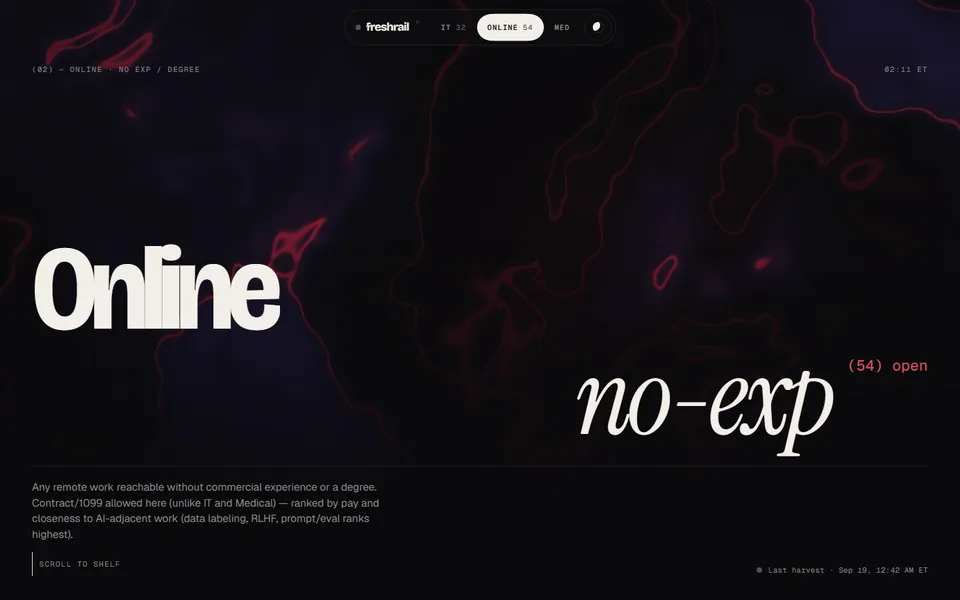 freshrail
IT 32
ONLINE 54
MED
(02) — ONLINE · NO EXP / DEGREE
02:11 ET
Online
(54) open
no-exp
Any remote work reachable without commercial experience or a degree.
Contract/1099 allowed here (unlike IT and Medical) — ranked by pay and
closeness to AI-adjacent work (data labeling, RLHF, prompt/eval ranks
highest).
SCROLL TO SHELF
Last harvest · Sep 19, 12:42 AM ET